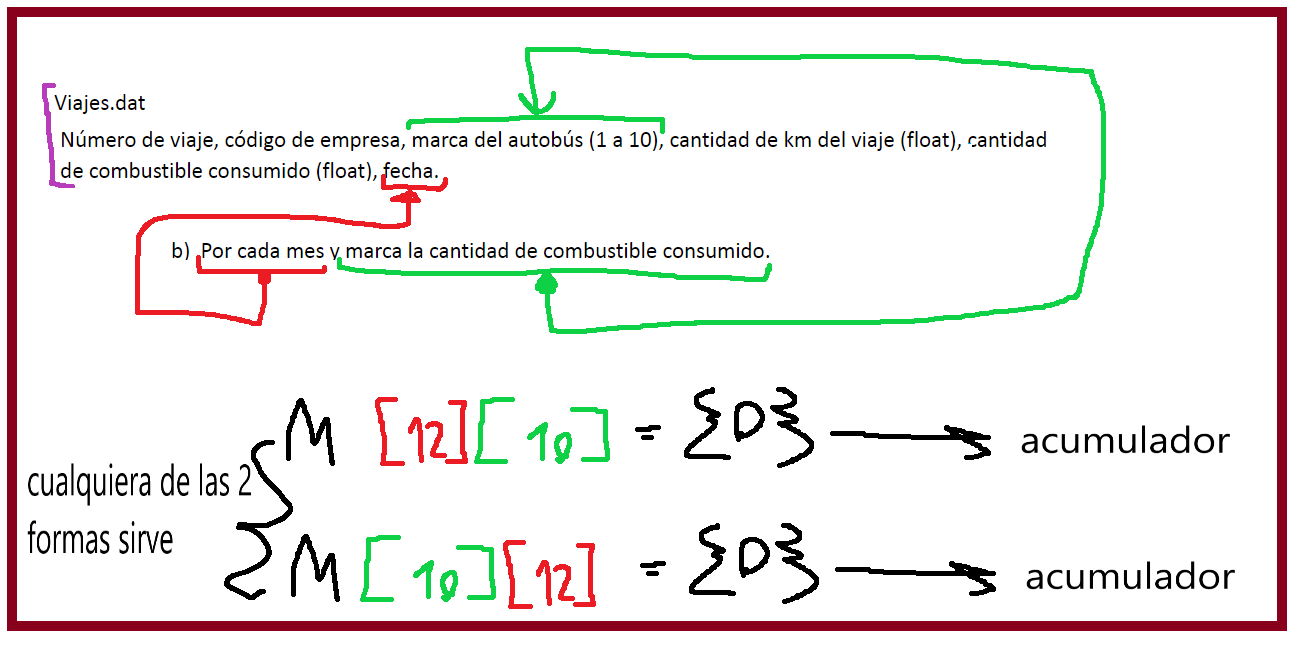 Viajes.dat
Número de viaje, código de empresa, marca del autobús (1 a 10), cantidad de km del viaje (float), cantidad
de combustible consumido (float), fecha.
b) Por cada mes y marca la cantidad de combustible consumido.
M [12][10] = {0} acumulador
cualquiera de las 2
formas sirve
M [10][12] = {0} acumulador